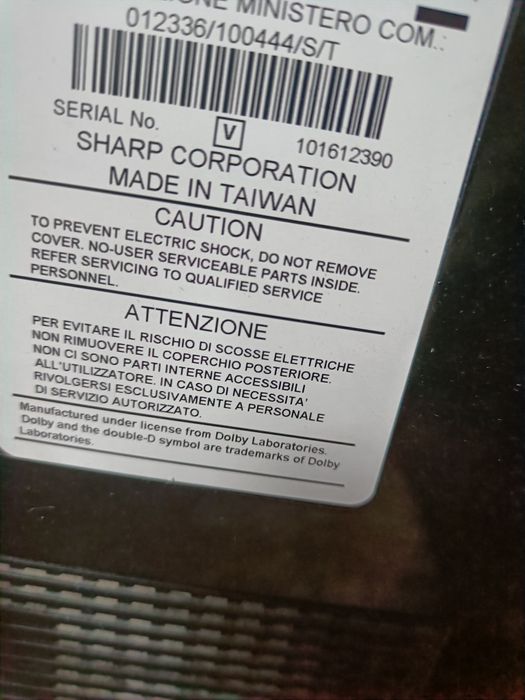 IONE MINISTERO COM.:
012336/100444/S/T
SERIAL No.
V
101612390
SHARP CORPORATION
MADE IN TAIWAN
CAUTION
TO PREVENT ELECTRIC SHOCK, DO NOT REMOVE
COVER. NO-USER SERVICEABLE PARTS INSIDE.
REFER SERVICING TO QUALIFIED SERVICE
PERSONNEL.
ATTENZIONE
PER EVITARE IL RISCHIO DI SCOSSE ELETTRICHE
NON RIMUOVERE IL COPERCHIO POSTERIORE.
NON CI SONO PARTI INTERNE ACCESSIBILI
ALL'UTILIZZATORE. IN CASO DI NECESSITA'
RIVOLGERSI ESCLUSIVAMENTE A PERSONALE
DI SERVIZIO AUTORIZZATO.
Manufactured under license from Dolby Laboratories.
Dolby and the double-D symbol are trademarks of Dolby
Laboratories.